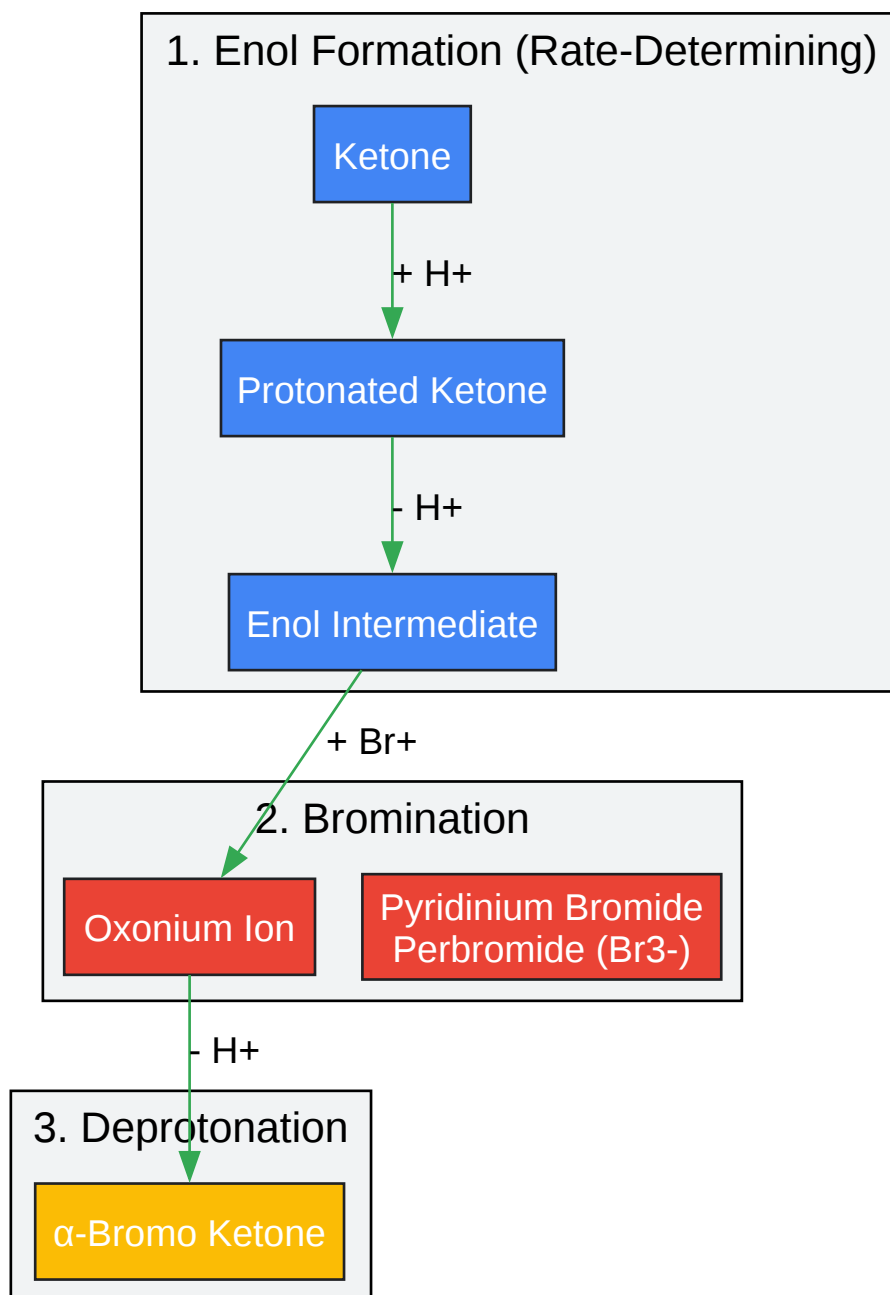 1. Enol Formation (Rate-Determining)
Ketone
+ H+
Protonated Ketone
- H+
Enol Intermediate
+ Br+
2. Bromination
Oxonium Ion
Pyridinium Bromide
Perbromide (Br3-)
- H+
3. Deprotonation
α-Bromo Ketone